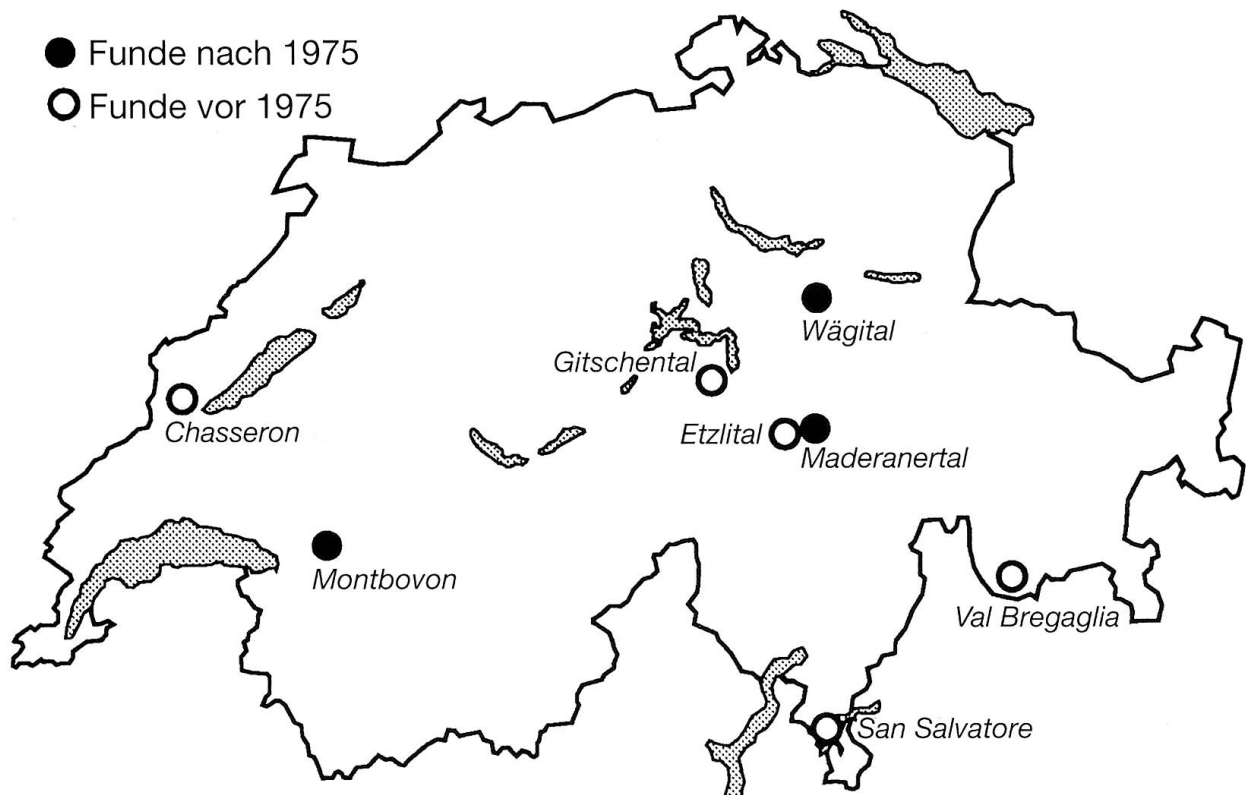 Funde nach 1975
Funde vor 1975
Wägital
Gitschental
Chasseron
Etzlital
Maderanertal
Montbovon
Val Bregaglia
San Salvatore